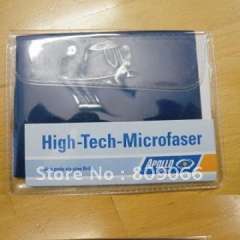 High-Tech-Microfaser
APOLLO
Store No: 809066